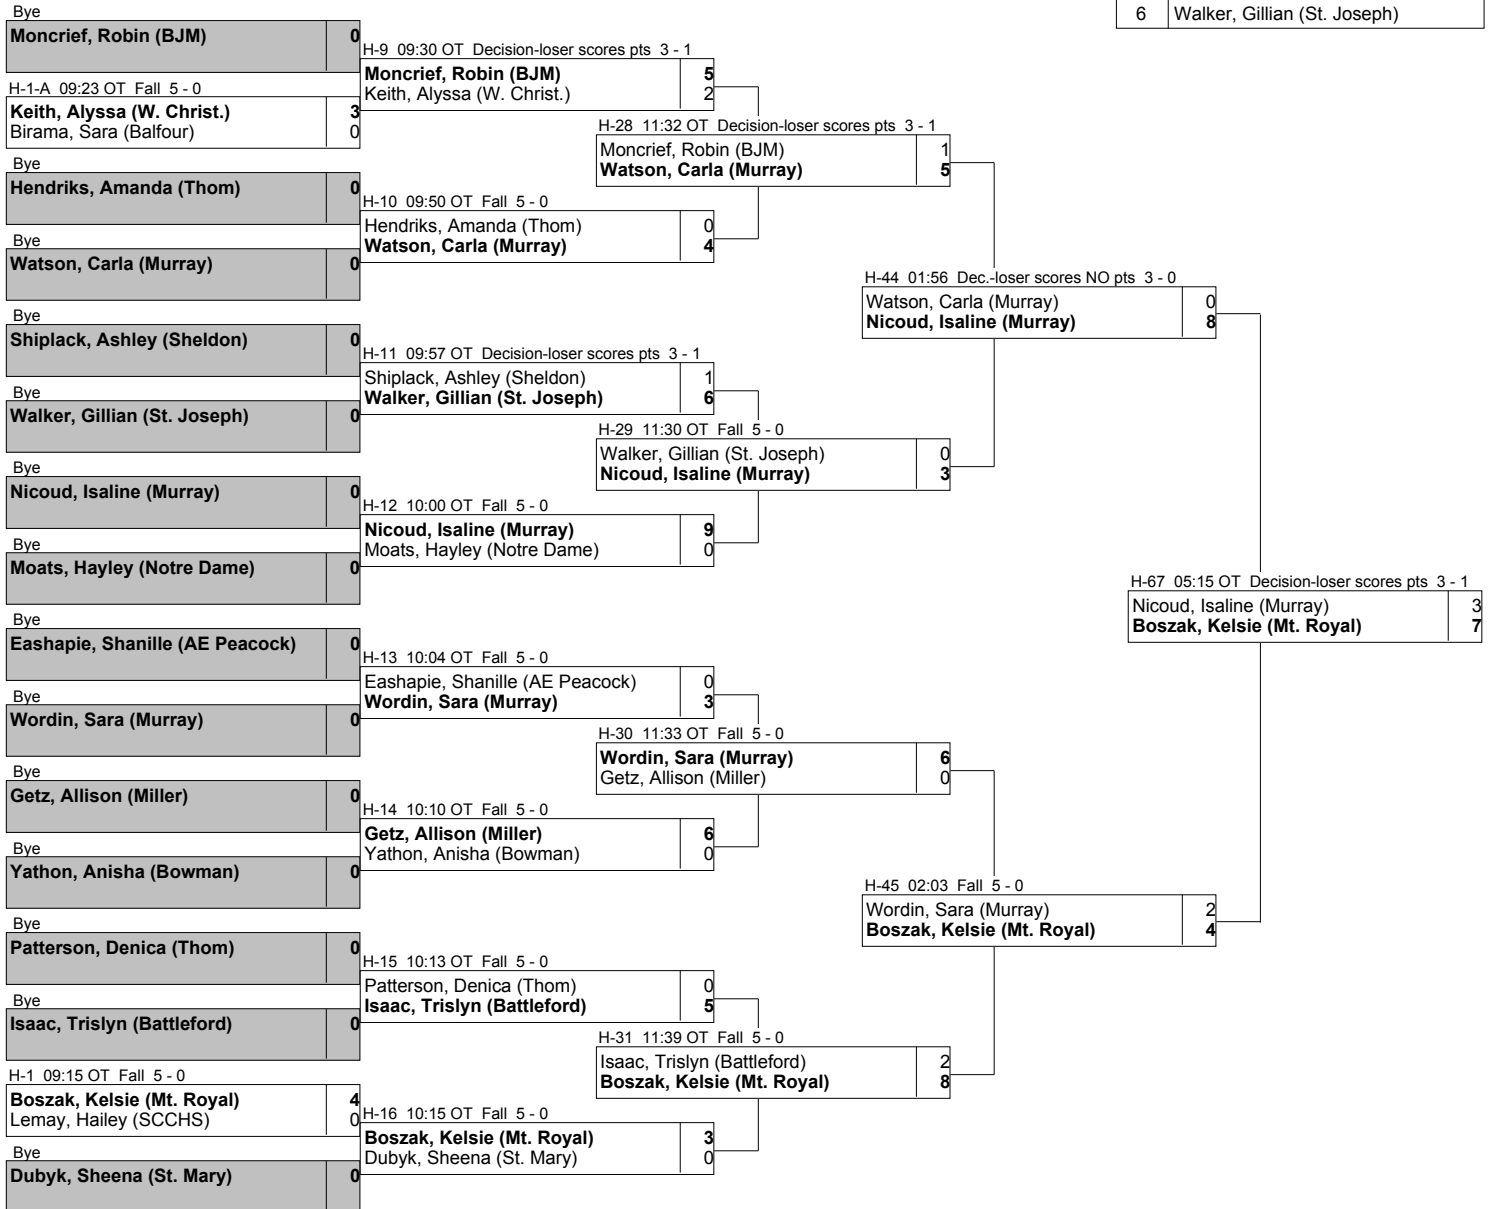 6 Walker, Gillian (St. Joseph)
Bye
Moncrief, Robin (BJM) 0
H-1-A 09:23 OT Fall 5 - 0
Keith, Alyssa (W. Christ.) 3
Birama, Sara (Balfour) 0
Bye
Hendriks, Amanda (Thom) 0
Bye
Watson, Carla (Murray) 0
Bye
Shiplack, Ashley (Sheldon) 0
Bye
Walker, Gillian (St. Joseph) 0
Bye
Nicoud, Isaline (Murray) 0
Bye
Moats, Hayley (Notre Dame) 0
Bye
Eashapie, Shanille (AE Peacock) 0
Bye
Wordin, Sara (Murray) 0
Bye
Getz, Allison (Miller) 0
Bye
Yathon, Anisha (Bowman) 0
Bye
Patterson, Denica (Thom) 0
Bye
Isaac, Trislyn (Battleford) 0
H-1 09:15 OT Fall 5 - 0
Boszak, Kelsie (Mt. Royal) 4
Lemay, Hailey (SCCHS) 0
Bye
Dubyk, Sheena (St. Mary) 0
H-9 09:30 OT Decision-loser scores pts 3 - 1
Moncrief, Robin (BJM) 5
Keith, Alyssa (W. Christ.) 2
H-10 09:50 OT Fall 5 - 0
Hendriks, Amanda (Thom) 0
Watson, Carla (Murray) 4
H-11 09:57 OT Decision-loser scores pts 3 - 1
Shiplack, Ashley (Sheldon) 1
Walker, Gillian (St. Joseph) 6
H-12 10:00 OT Fall 5 - 0
Nicoud, Isaline (Murray) 9
Moats, Hayley (Notre Dame) 0
H-13 10:04 OT Fall 5 - 0
Eashapie, Shanille (AE Peacock) 0
Wordin, Sara (Murray) 3
H-14 10:10 OT Fall 5 - 0
Getz, Allison (Miller) 6
Yathon, Anisha (Bowman) 0
H-15 10:13 OT Fall 5 - 0
Patterson, Denica (Thom) 0
Isaac, Trislyn (Battleford) 5
H-16 10:15 OT Fall 5 - 0
Boszak, Kelsie (Mt. Royal) 3
Dubyk, Sheena (St. Mary) 0
H-28 11:32 OT Decision-loser scores pts 3 - 1
Moncrief, Robin (BJM) 1
Watson, Carla (Murray) 5
H-29 11:30 OT Fall 5 - 0
Walker, Gillian (St. Joseph) 0
Nicoud, Isaline (Murray) 3
H-30 11:33 OT Fall 5 - 0
Wordin, Sara (Murray) 6
Getz, Allison (Miller) 0
H-31 11:39 OT Fall 5 - 0
Isaac, Trislyn (Battleford) 2
Boszak, Kelsie (Mt. Royal) 8
H-44 01:56 Dec.-loser scores NO pts 3 - 0
Watson, Carla (Murray) 0
Nicoud, Isaline (Murray) 8
H-45 02:03 Fall 5 - 0
Wordin, Sara (Murray) 2
Boszak, Kelsie (Mt. Royal) 4
H-67 05:15 OT Decision-loser scores pts 3 - 1
Nicoud, Isaline (Murray) 3
Boszak, Kelsie (Mt. Royal) 7